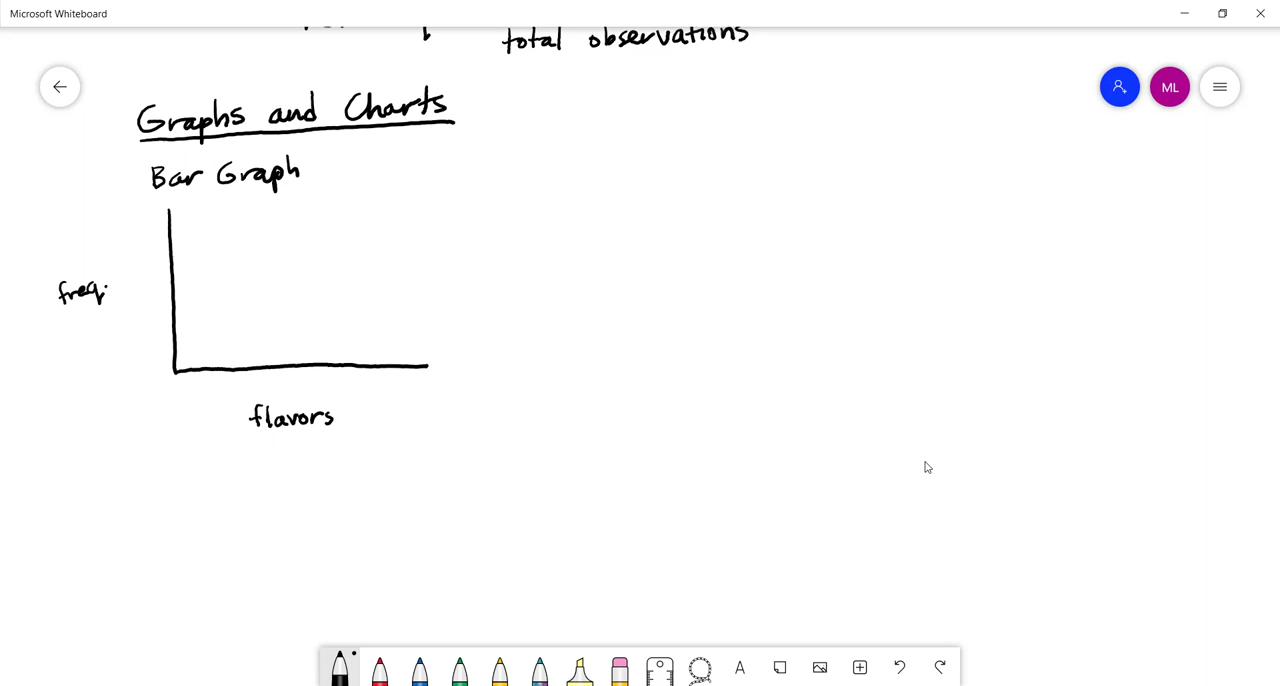 Microsoft Whiteboard
total observations
ML
Graphs and Charts
Bar Graph
freq.
flavors
A